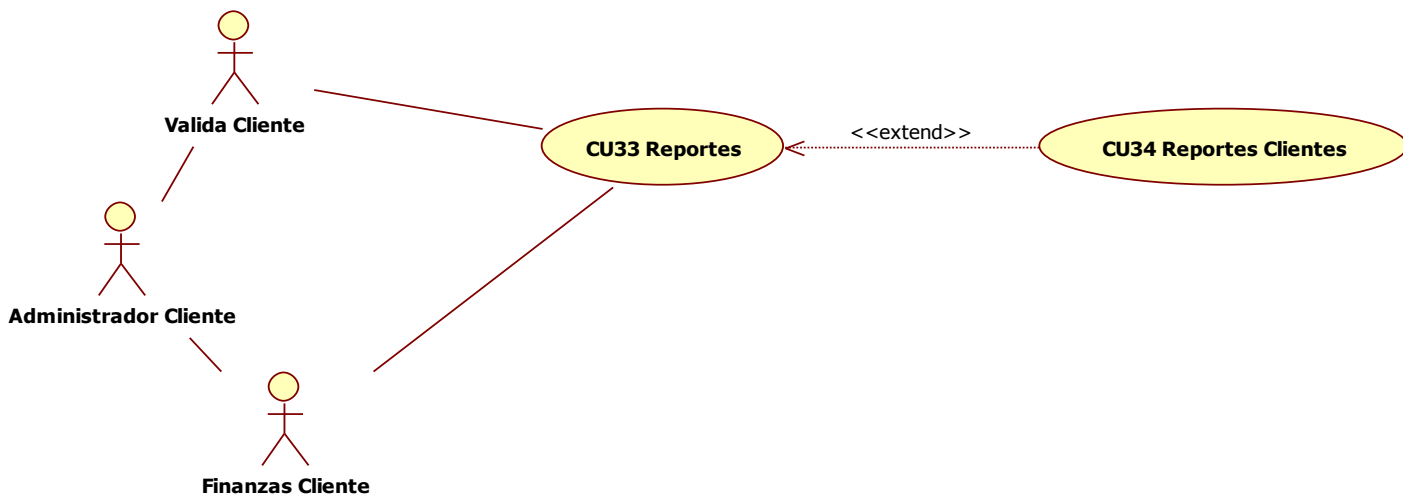 Valida Cliente
CU33 Reportes
<<extend>>
CU34 Reportes Clientes
Administrador Cliente
Finanzas Cliente